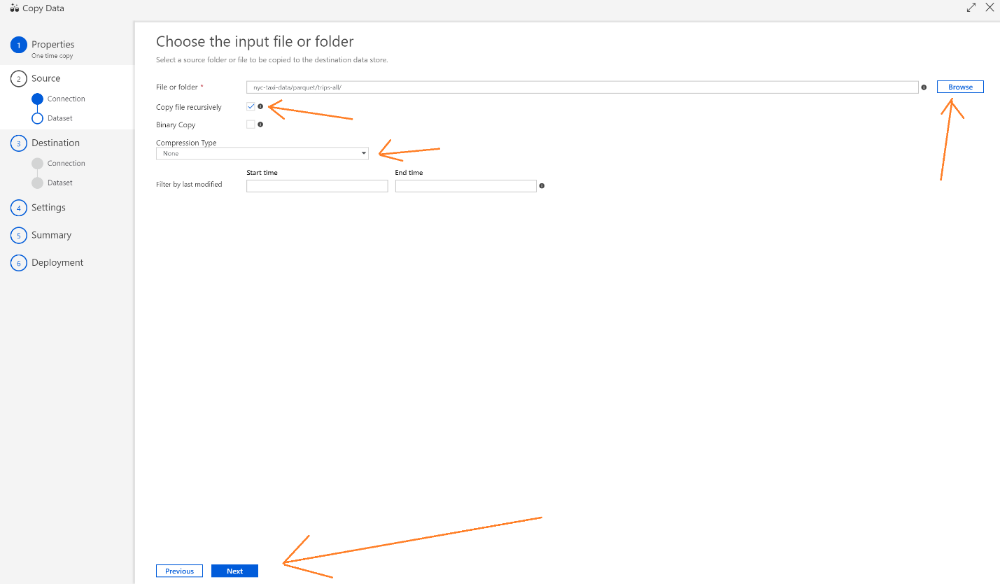 Copy Data
1 Properties
One time copy
2 Source
Connection
Dataset
3 Destination
Connection
Dataset
4 Settings
5 Summary
6 Deployment
Choose the input file or folder
Select a source folder or file to be copied to the destination data store.
File or folder * nyc-taxi-data/parquet/trips-all/ Browse
Copy file recursively
Binary Copy
Compression Type
None
Start time End time
Filter by last modified
Previous Next